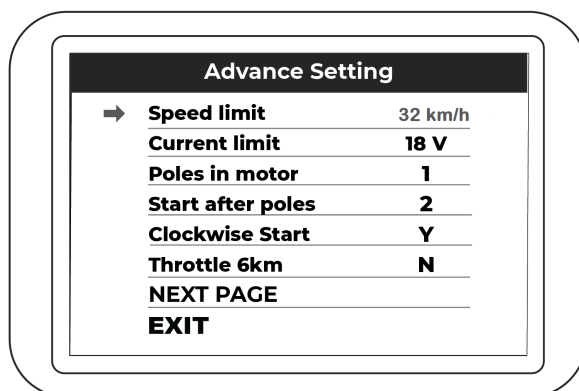 Advance Setting
Speed limit 32 km/h
Current limit 18 V
Poles in motor 1
Start after poles 2
Clockwise Start Y
Throttle 6km N
NEXT PAGE
EXIT